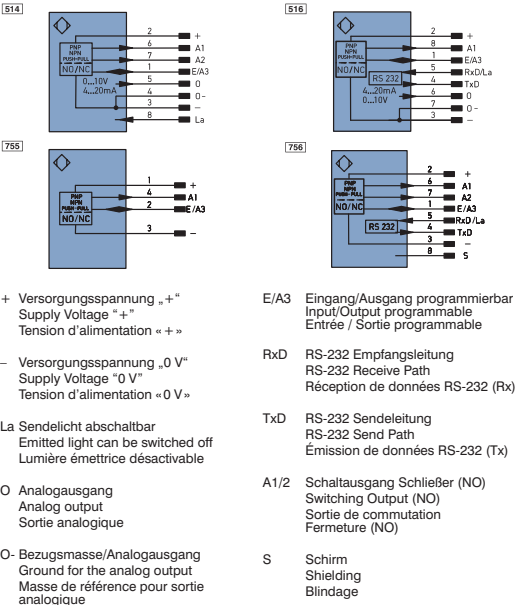 514
PNP
NPN
PUSH-PULL
NO/NC
0...10V
4...20mA
2 +
6 A1
7 A2
1 E/A3
5 O
4 O-
3 –
8 La
516
PNP
NPN
PUSH-PULL
NO/NC
RS 232
4...20mA
0...10V
2 +
8 A1
1 E/A3
5 RxD/La
4 TxD
6 O
7 O-
3 –
755
PNP
NPN
PUSH-PULL
NO/NC
1 +
4 A1
2 E/A3
3 –
756
PNP
NPN
PUSH-PULL
NO/NC
RS 232
2 +
6 A1
7 A2
1 E/A3
5 RxD/La
4 TxD
3 –
8 S
+ Versorgungsspannung „+“
Supply Voltage “+”
Tension d’alimentation «+»
– Versorgungsspannung „0 V“
Supply Voltage “0 V”
Tension d’alimentation «0 V»
La Sendelicht abschaltbar
Emitted light can be switched off
Lumière émettrice désactivable
O Analogausgang
Analog output
Sortie analogique
O- Bezugsmasse/Analogausgang
Ground for the analog output
Masse de référence pour sortie
analogique
E/A3 Eingang/Ausgang programmierbar
Input/Output programmable
Entrée / Sortie programmable
RxD RS-232 Empfangsleitung
RS-232 Receive Path
Réception de données RS-232 (Rx)
TxD RS-232 Sendeleitung
RS-232 Send Path
Émission de données RS-232 (Tx)
A1/2 Schaltausgang Schließer (NO)
Switching Output (NO)
Sortie de commutation
Fermeture (NO)
S Schirm
Shielding
Blindage